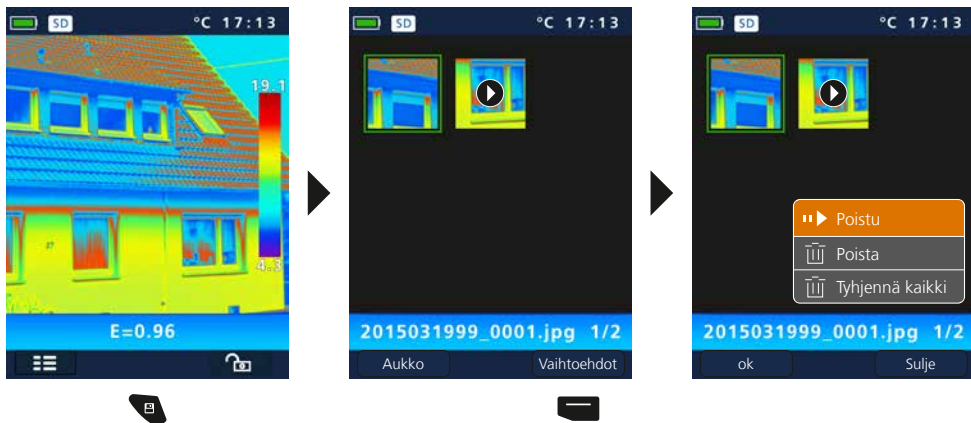 SD °C 17:13
19.1
4.3
E=0.96
SD °C 17:13
2015031999_0001.jpg 1/2
Aukko Vaihtoehdot
SD °C 17:13
Poistu
Poista
Tyhjennä kaikki
2015031999_0001.jpg 1/2
ok Sulje